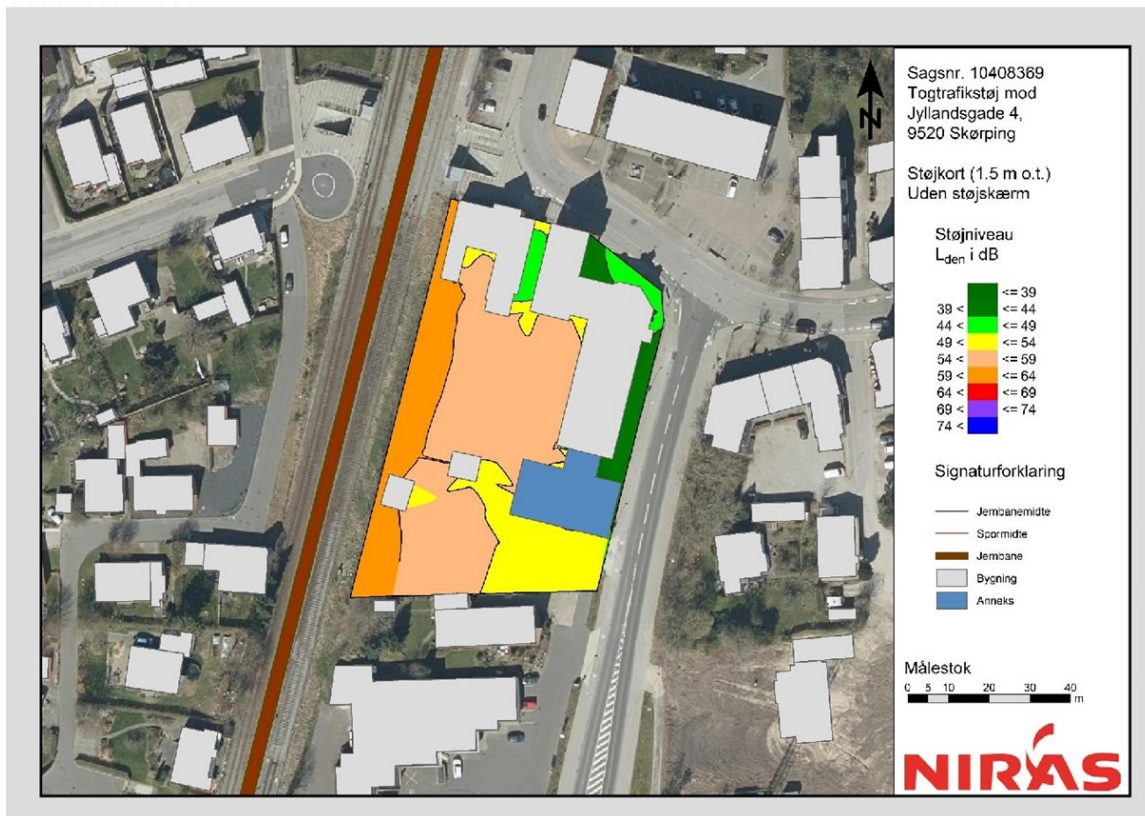 Sagsnr. 10408369
Togtrafikstøj mod
Jyllandsgade 4,
9520 Skørping
N
Støjkort (1.5 m o.t.)
Uden støjskærm
Støjniveau
Lden i dB
<= 39
39 < <= 44
44 < <= 49
49 < <= 54
54 < <= 59
59 < <= 64
64 < <= 69
69 < <= 74
74 <
Signaturforklaring
Jernbanemidte
Spormidte
Jernbane
Bygning
Anneks
Målestok
0 5 10 20 30 40
m
NIRAS